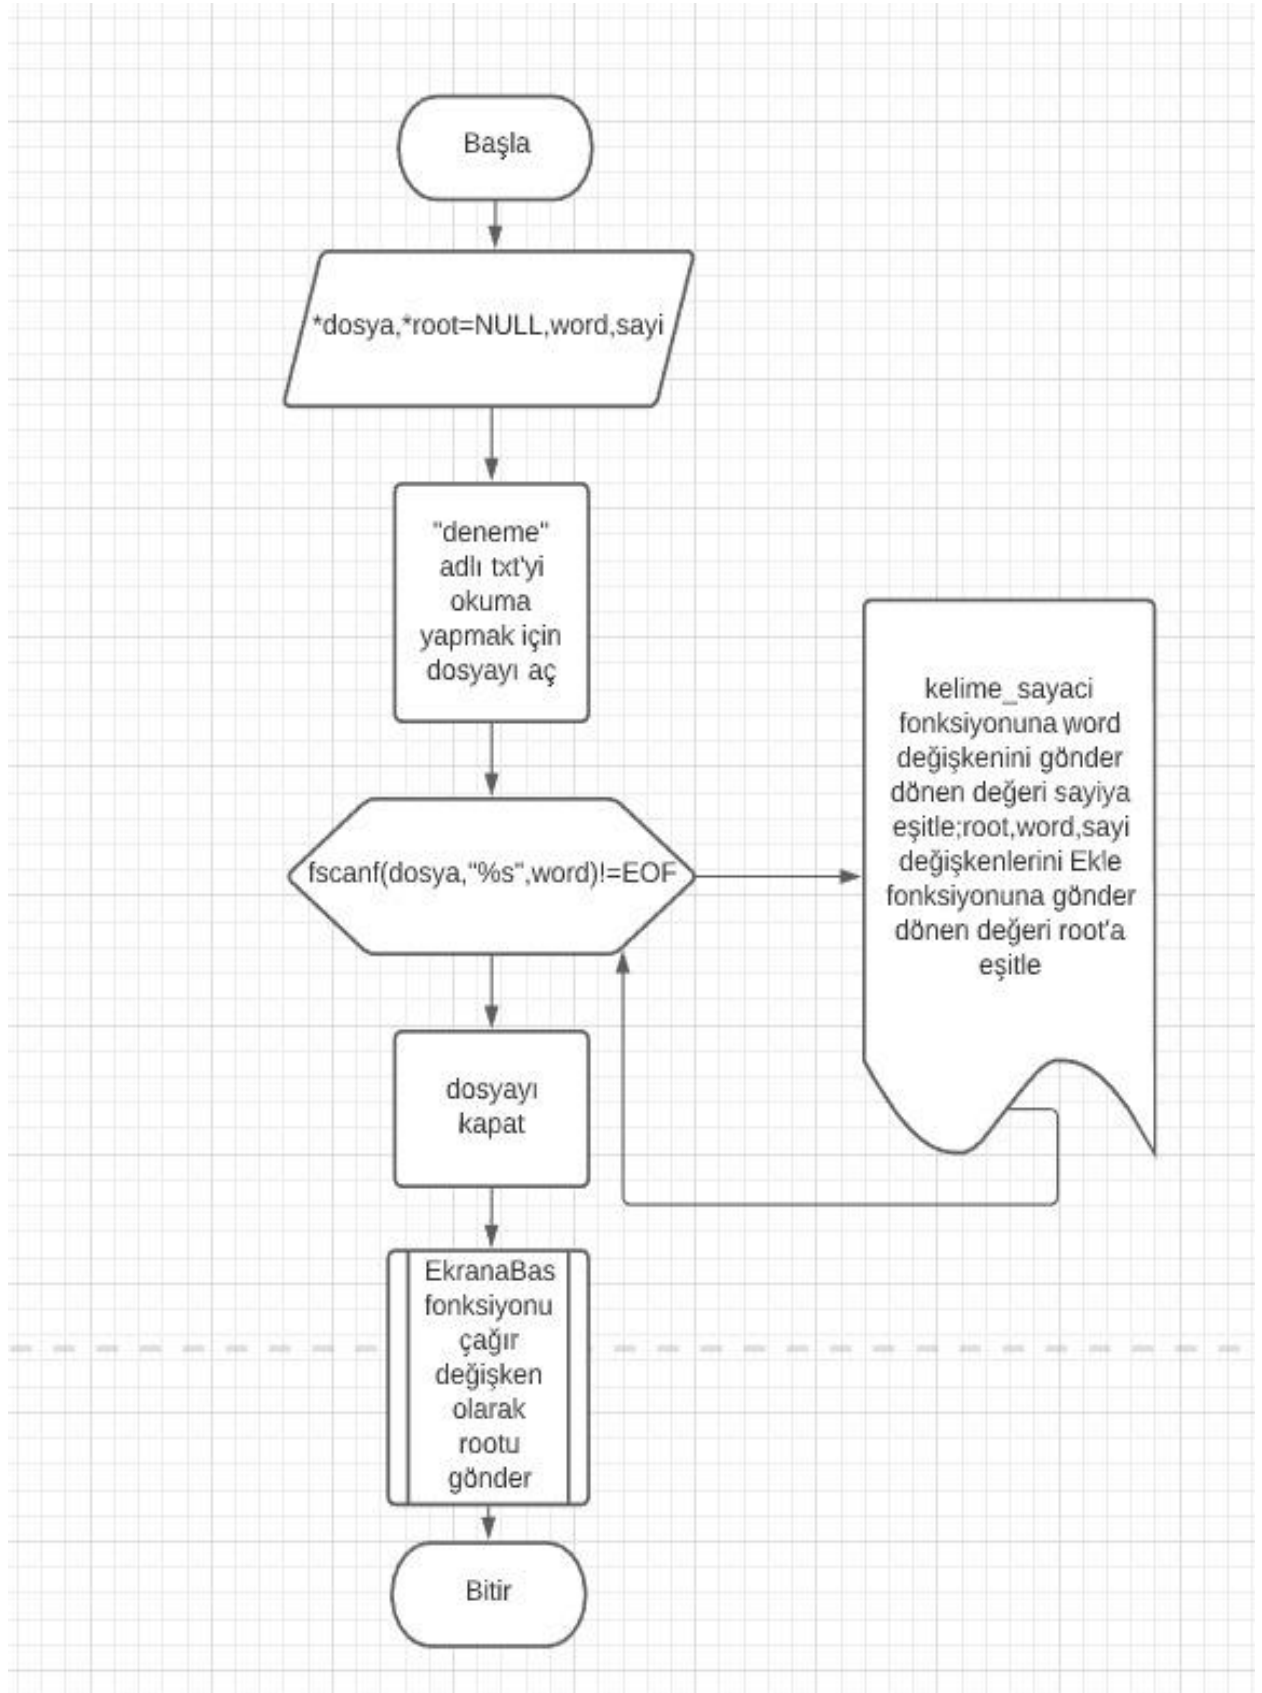 Başla
*dosya,*root=NULL,word,sayi
"deneme"
adlı txt'yi
okuma
yapmak için
dosyayı aç
fscanf(dosya,"%s",word)!=EOF
kelime_sayaci
fonksiyonuna word
değişkenini gönder
dönen değeri sayiya
eşitle;root,word,sayi
değişkenlerini Ekle
fonksiyonuna gönder
dönen değeri root'a
eşitle
dosyayı
kapat
EkranaBas
fonksiyonu
çağır
değişken
olarak
rootu
gönder
Bitir